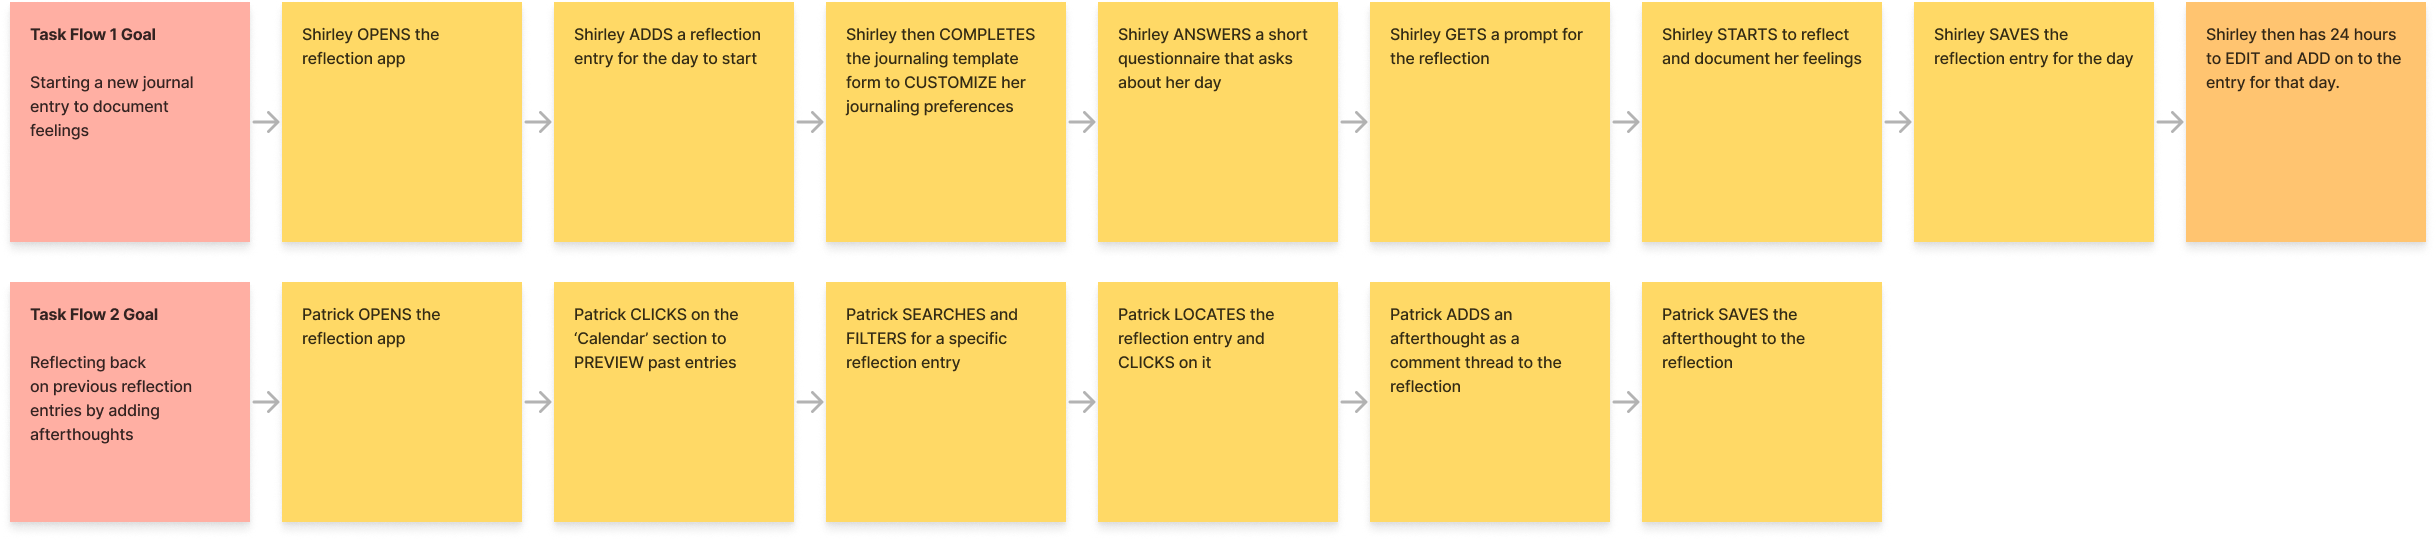 Task Flow 1 Goal
Starting a new journal
entry to document
feelings
Shirley OPENS the
reflection app
Shirley ADDS a reflection
entry for the day to start
Shirley then COMPLETES
the journaling template
form to CUSTOMIZE her
journaling preferences
Shirley ANSWERS a short
questionnaire that asks
about her day
Shirley GETS a prompt for
the reflection
Shirley STARTS to reflect
and document her feelings
Shirley SAVES the
reflection entry for the day
Shirley then has 24 hours
to EDIT and ADD on to the
entry for that day.
Task Flow 2 Goal
Reflecting back
on previous reflection
entries by adding
afterthoughts
Patrick OPENS the
reflection app
Patrick CLICKS on the
‘Calendar’ section to
PREVIEW past entries
Patrick SEARCHES and
FILTERS for a specific
reflection entry
Patrick LOCATES the
reflection entry and
CLICKS on it
Patrick ADDS an
afterthought as a
comment thread to the
reflection
Patrick SAVES the
afterthought to the
reflection